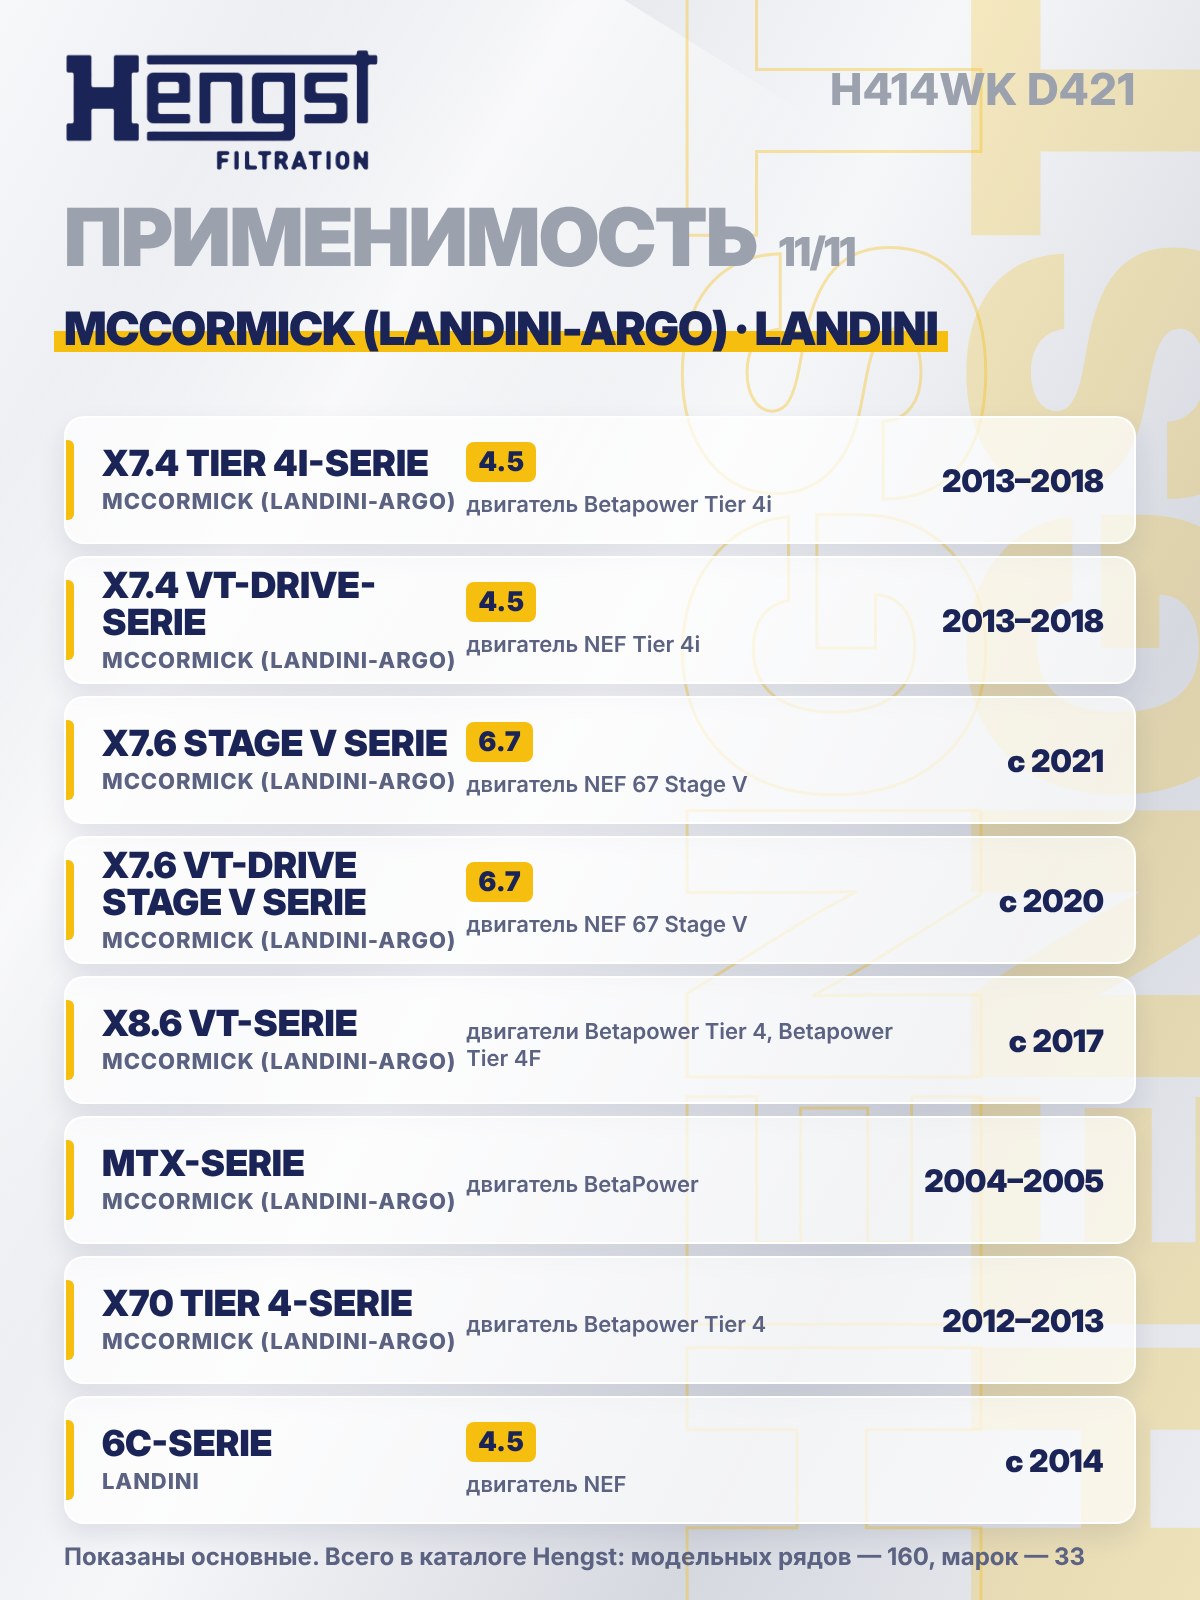 Hengst
FILTRATION
H414WK D421
ПРИМЕНИМОСТЬ 11/11
MCCORMICK (LANDINI-ARGO) · LANDINI
X7.4 TIER 4I-SERIE
MCCORMICK (LANDINI-ARGO)
4.5
двигатель Betapower Tier 4i
2013–2018
X7.4 VT-DRIVE-
SERIE
MCCORMICK (LANDINI-ARGO)
4.5
двигатель NEF Tier 4i
2013–2018
X7.6 STAGE V SERIE
MCCORMICK (LANDINI-ARGO)
6.7
двигатель NEF 67 Stage V
с 2021
X7.6 VT-DRIVE
STAGE V SERIE
MCCORMICK (LANDINI-ARGO)
6.7
двигатель NEF 67 Stage V
с 2020
X8.6 VT-SERIE
MCCORMICK (LANDINI-ARGO)
двигатели Betapower Tier 4, Betapower
Tier 4F
с 2017
MTX-SERIE
MCCORMICK (LANDINI-ARGO)
двигатель BetaPower
2004–2005
X70 TIER 4-SERIE
MCCORMICK (LANDINI-ARGO)
двигатель Betapower Tier 4
2012–2013
6C-SERIE
LANDINI
4.5
двигатель NEF
с 2014
Показаны основные. Всего в каталоге Hengst: модельных рядов — 160, марок — 33
HENGST
HENGST